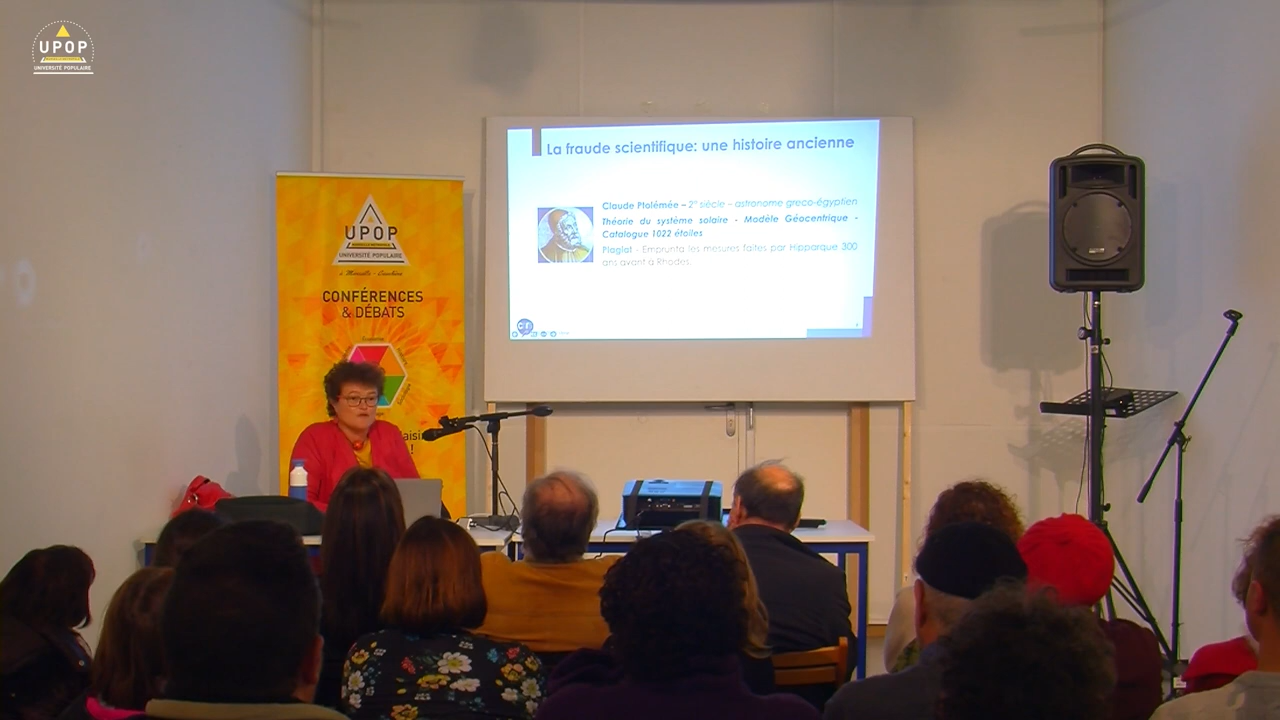 UPOP
UNIVERSITÉ POPULAIRE
La fraude scientifique: une histoire ancienne
Claude Ptolémée – 2° siècle – astronome greco-égyptien
Théorie du système solaire - Modèle Géocentrique -
Catalogue 1022 étoiles
Plagiat - Emprunta les mesures faites par Hipparque 300
ans avant à Rhodes.
UPOP
UNIVERSITÉ POPULAIRE
CONFÉRENCES
& DÉBATS